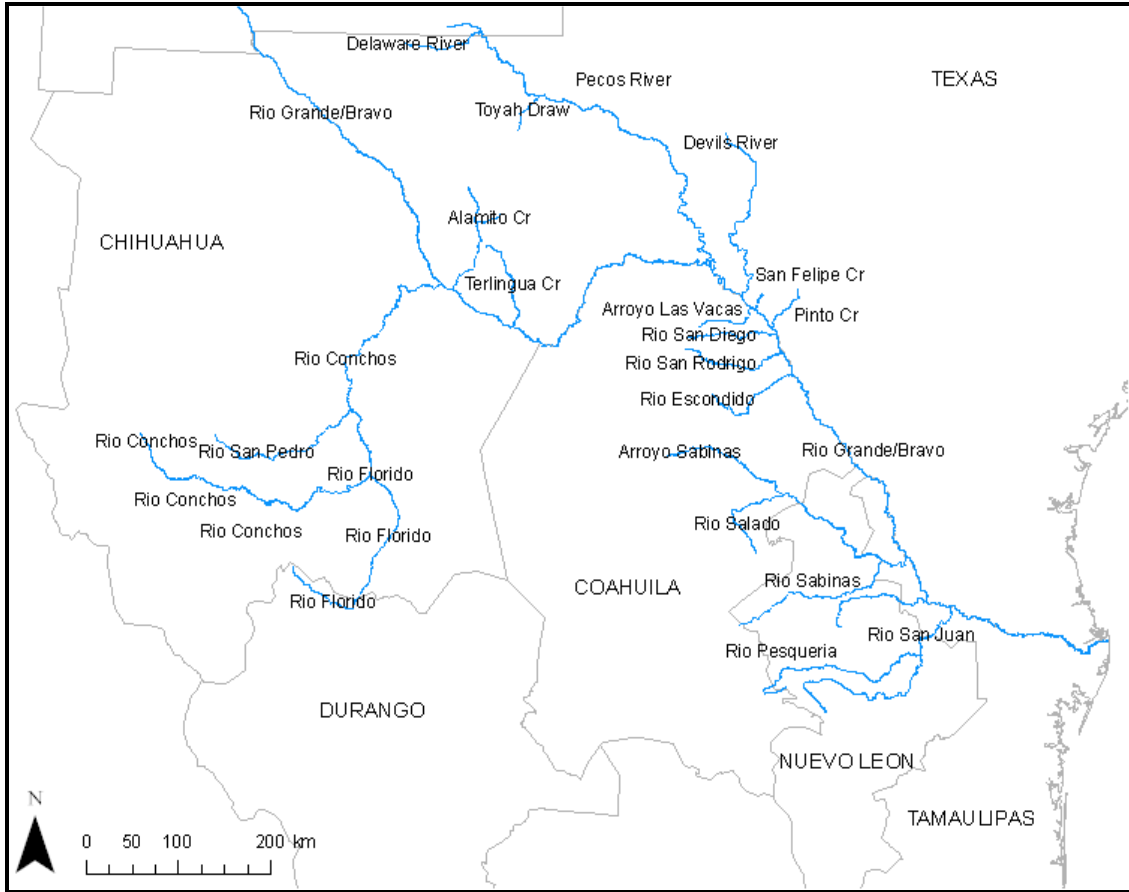 Delaware River
Pecos River
TEXAS
Rio Grande/Bravo
Toyah Draw
Devils River
Alamito Cr
CHIHUAHUA
San Felipe Cr
Terlingua Cr
Arroyo Las Vacas
Pinto Cr
Rio San Diego
Rio Conchos
Rio San Rodrigo
Rio Escondido
Rio Conchos
Rio San Pedro
Arroyo Sabinas
Rio Grande/Bravo
Rio Florido
Rio Conchos
Rio Salado
Rio Conchos
Rio Florido
Rio Sabinas
COAHUILA
Rio Florido
Rio San Juan
Rio Pesqueria
DURANGO
NUEVO LEON
N
TAMAULIPAS
0 50 100 200 km